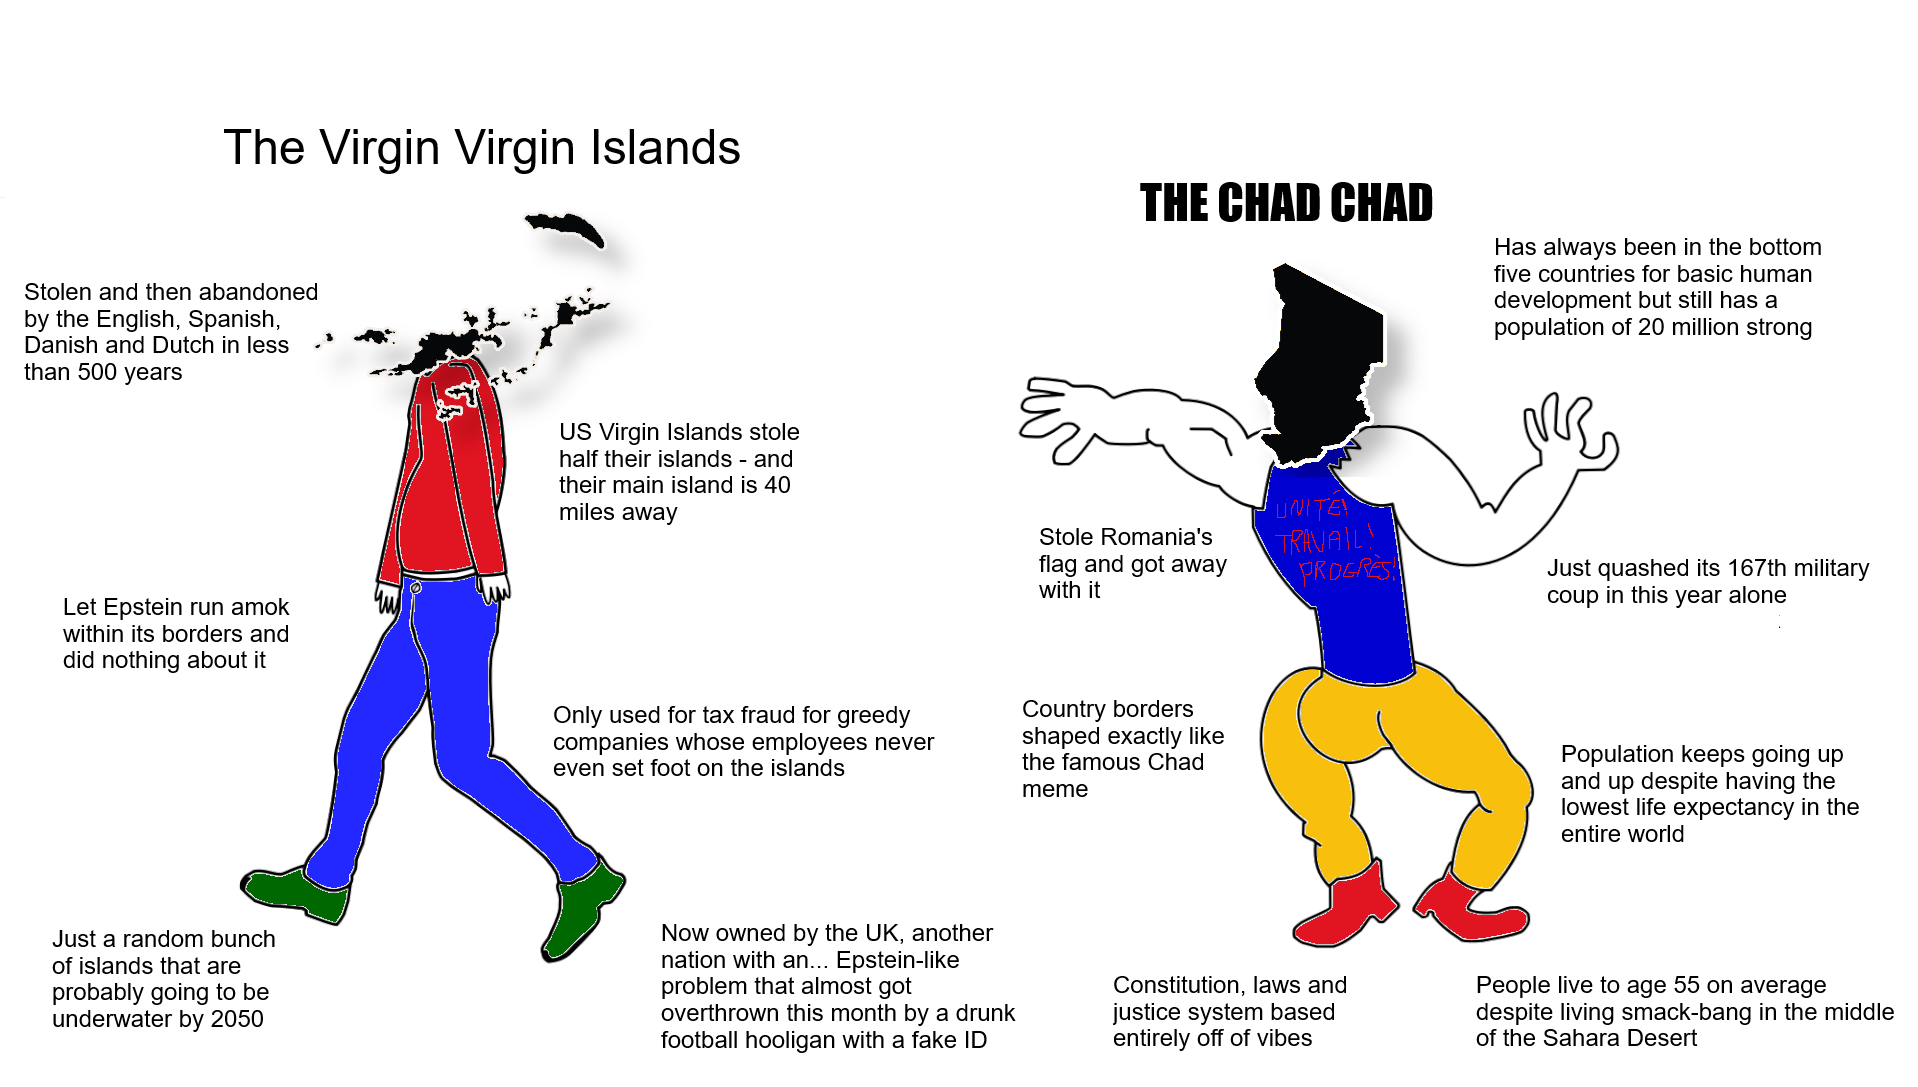 The Virgin Virgin Islands
THE CHAD CHAD
Stolen and then abandoned
by the English, Spanish,
Danish and Dutch in less
than 500 years
US Virgin Islands stole
half their islands - and
their main island is 40
miles away
Let Epstein run amok
within its borders and
did nothing about it
Only used for tax fraud for greedy
companies whose employees never
even set foot on the islands
Just a random bunch
of islands that are
probably going to be
underwater by 2050
Now owned by the UK, another
nation with an... Epstein-like
problem that almost got
overthrown this month by a drunk
football hooligan with a fake ID
Has always been in the bottom
five countries for basic human
development but still has a
population of 20 million strong
UNITÉ!
TRAVAIL!
PROGRÈS!
Stole Romania's
flag and got away
with it
Just quashed its 167th military
coup in this year alone
Country borders
shaped exactly like
the famous Chad
meme
Population keeps going up
and up despite having the
lowest life expectancy in the
entire world
Constitution, laws and
justice system based
entirely off of vibes
People live to age 55 on average
despite living smack-bang in the middle
of the Sahara Desert